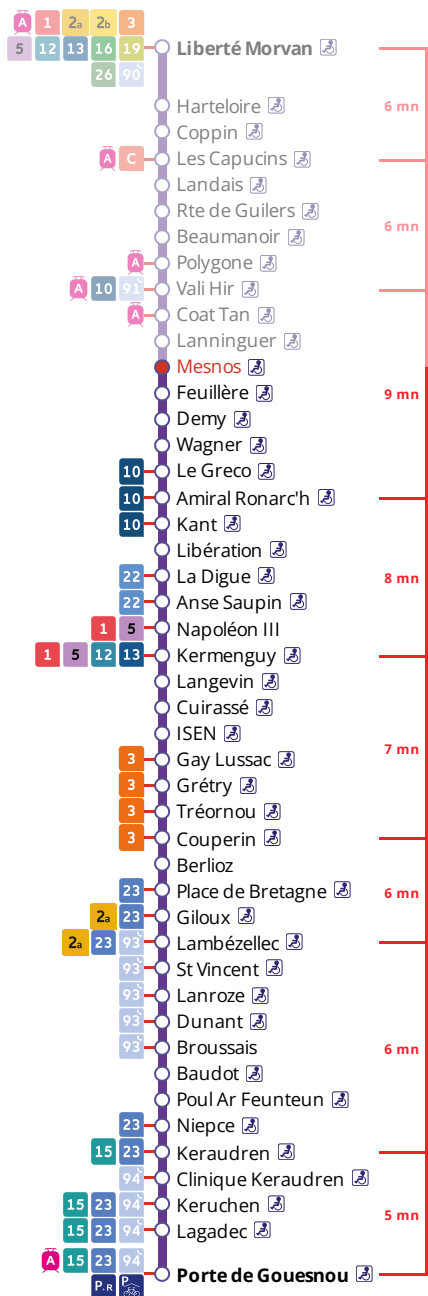 A 1 2a 2b 3
5 12 13 16 19 Liberté Morvan
26 90
Harteloire 6 mn
Coppin
A C Les Capucins
Landais
Rte de Guilers 6 mn
Beaumanoir
A Polygone
A 10 91 Vali Hir
A Coat Tan
Lanninguer
Mesnos
Feuillère 9 mn
Demy
Wagner
10 Le Greco
10 Amiral Ronarc'h
10 Kant
Libération
22 La Digue 8 mn
22 Anse Saupin
1 5 Napoléon III
1 5 12 13 Kermenguy
Langevin
Cuirassé
ISEN
3 Gay Lussac 7 mn
3 Grétry
3 Tréornou
3 Couperin
Berlioz
23 Place de Bretagne 6 mn
2a 23 Giloux
2a 23 93 Lambézellec
93 St Vincent
93 Lanroze
93 Dunant
93 Broussais 6 mn
Baudot
Poul Ar Feunteun
23 Niepce
15 23 Keraudren
94 Clinique Keraudren
15 23 94 Keruchen
15 23 94 Lagadec 5 mn
A 15 23 94
P+R P Porte de Gouesnou